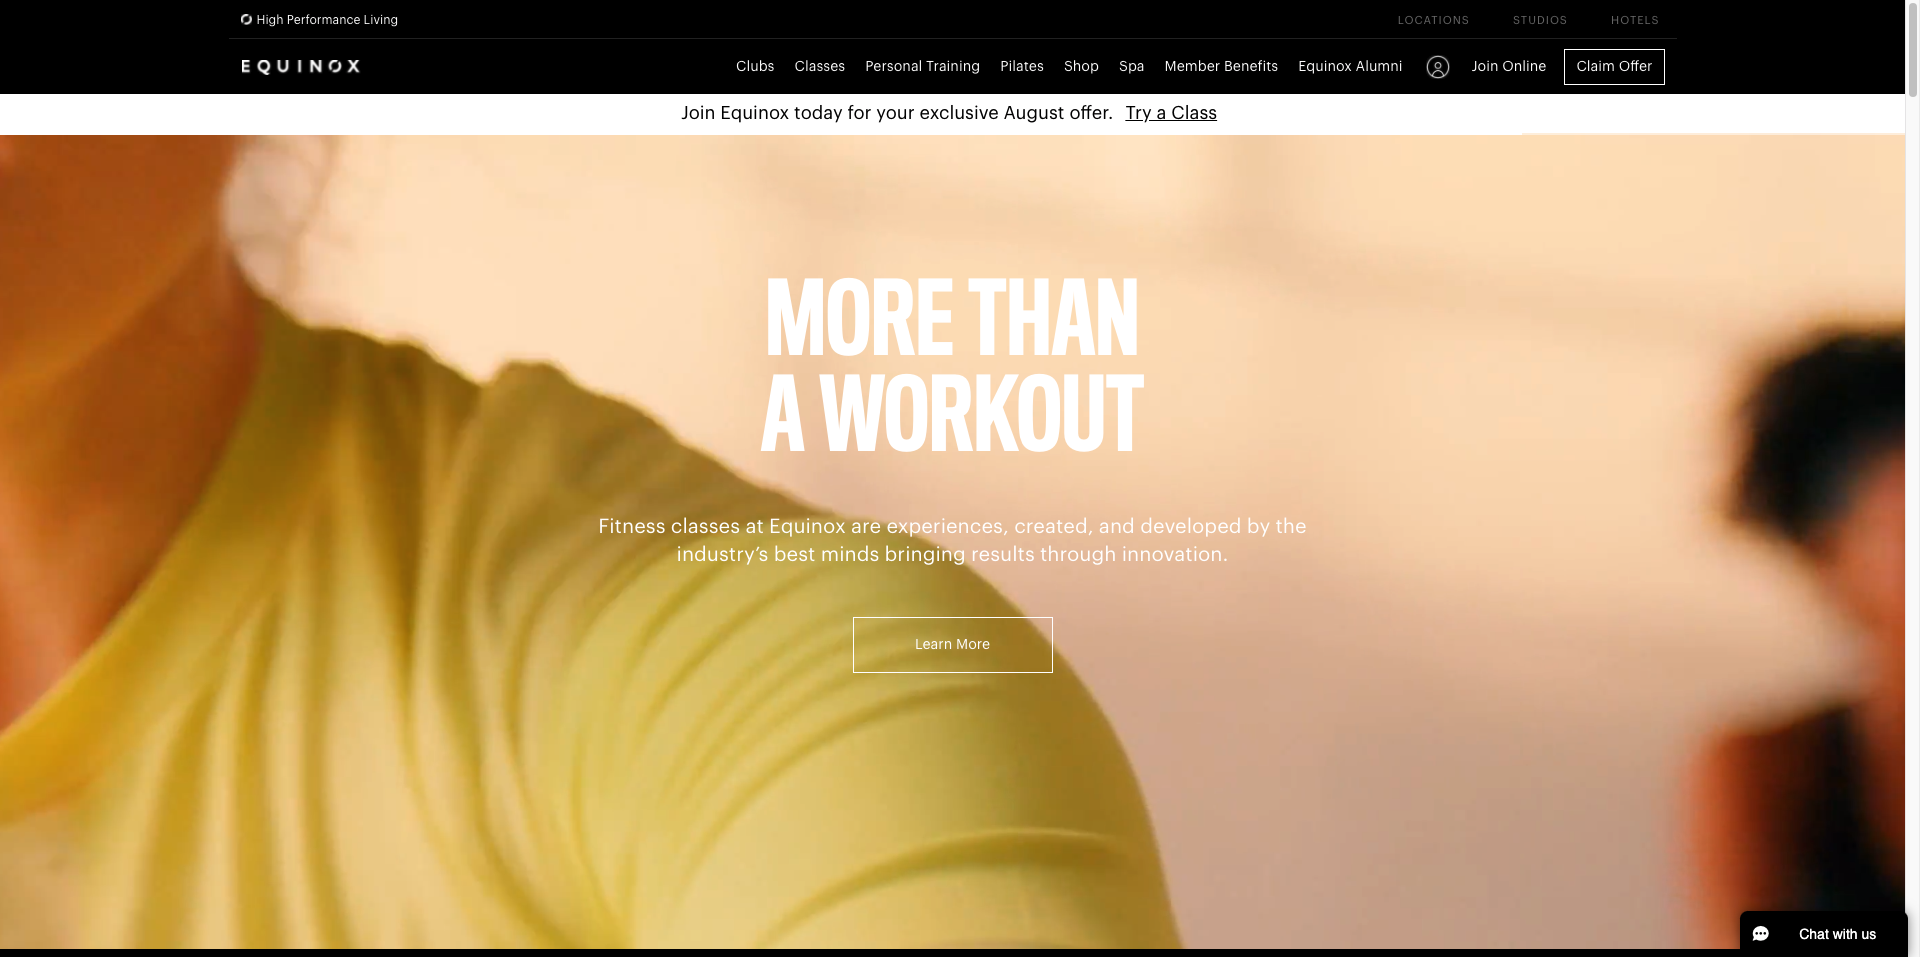 High Performance Living
LOCATIONS STUDIOS HOTELS
EQUINOX
Clubs Classes Personal Training Pilates Shop Spa Member Benefits Equinox Alumni Join Online Claim Offer
Join Equinox today for your exclusive August offer. Try a Class
MORE THAN
A WORKOUT
Fitness classes at Equinox are experiences, created, and developed by the
industry’s best minds bringing results through innovation.
Learn More
Chat with us